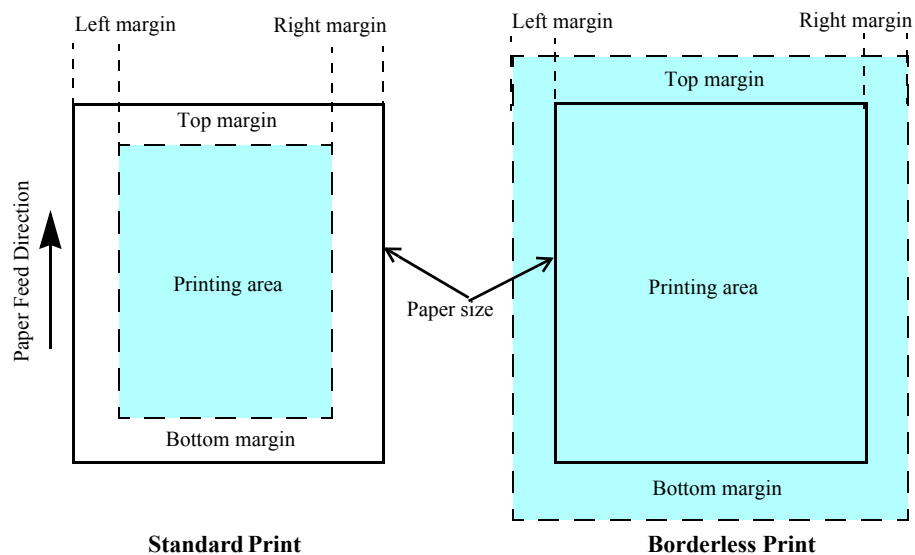 Left margin
Right margin
Top margin
Printing area
Bottom margin
Paper Feed Direction
Standard Print
Paper size
Left margin
Right margin
Top margin
Printing area
Bottom margin
Borderless Print